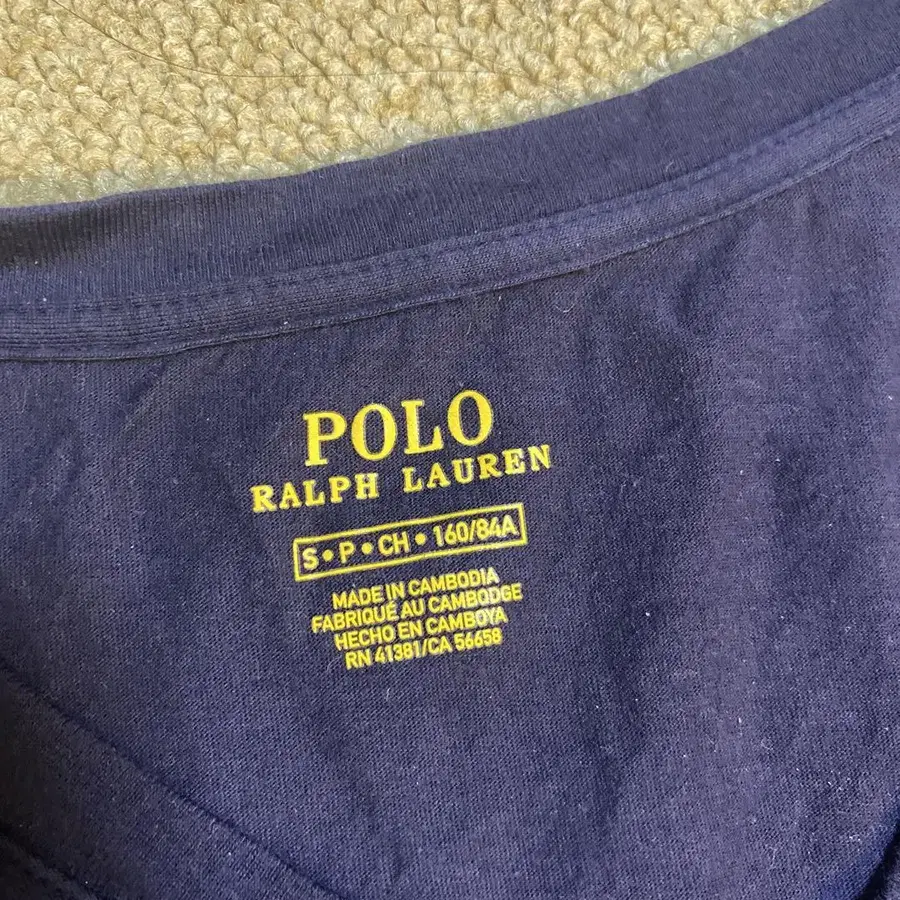 POLO
RALPH LAUREN
S • P • CH • 160/84A
MADE IN CAMBODIA
FABRIQUÉ AU CAMBODGE
HECHO EN CAMBOYA
RN 41381/CA 56658